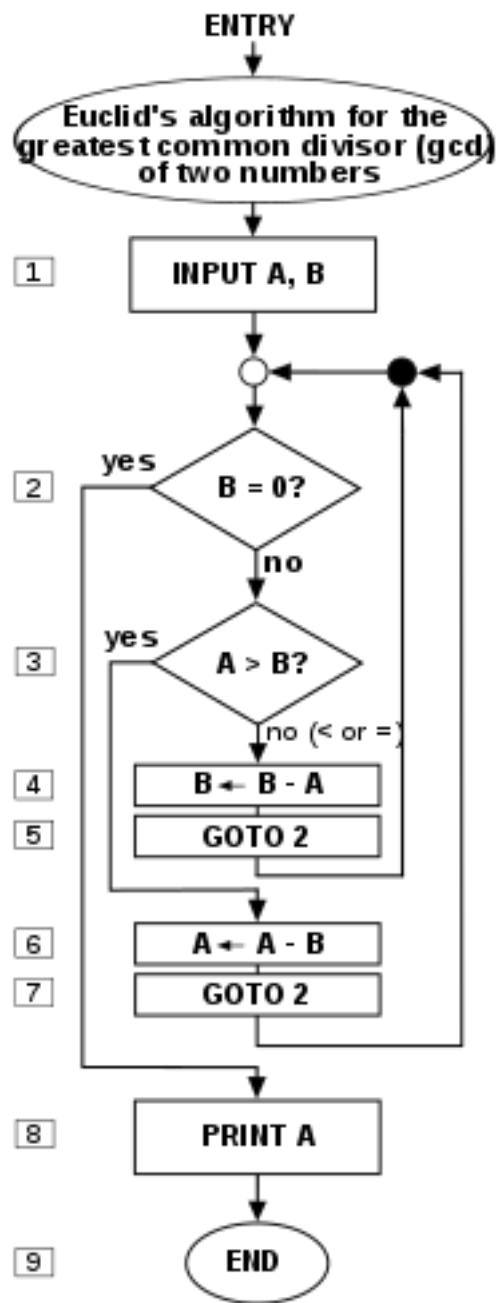 ENTRY
Euclid's algorithm for the
greatest common divisor (gcd)
of two numbers
1 INPUT A, B
yes
2 B = 0?
no
yes
3 A > B?
no (< or =)
4 B ← B - A
5 GOTO 2
6 A ← A - B
7 GOTO 2
8 PRINT A
9 END